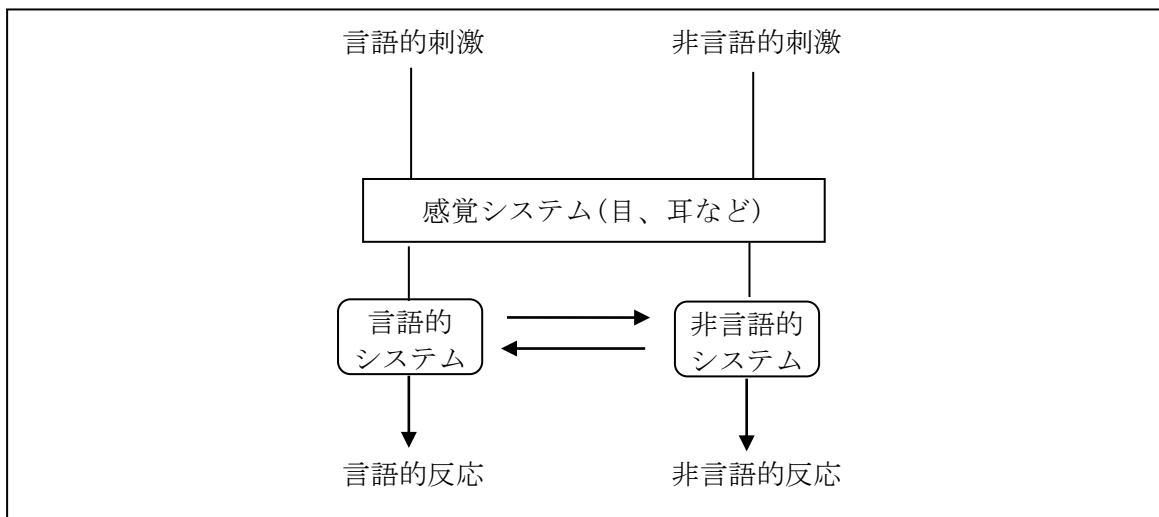 言語的刺激
非言語的刺激
感覚システム(目、耳など)
言語的
システム
非言語的
システム
言語的反応
非言語的反応